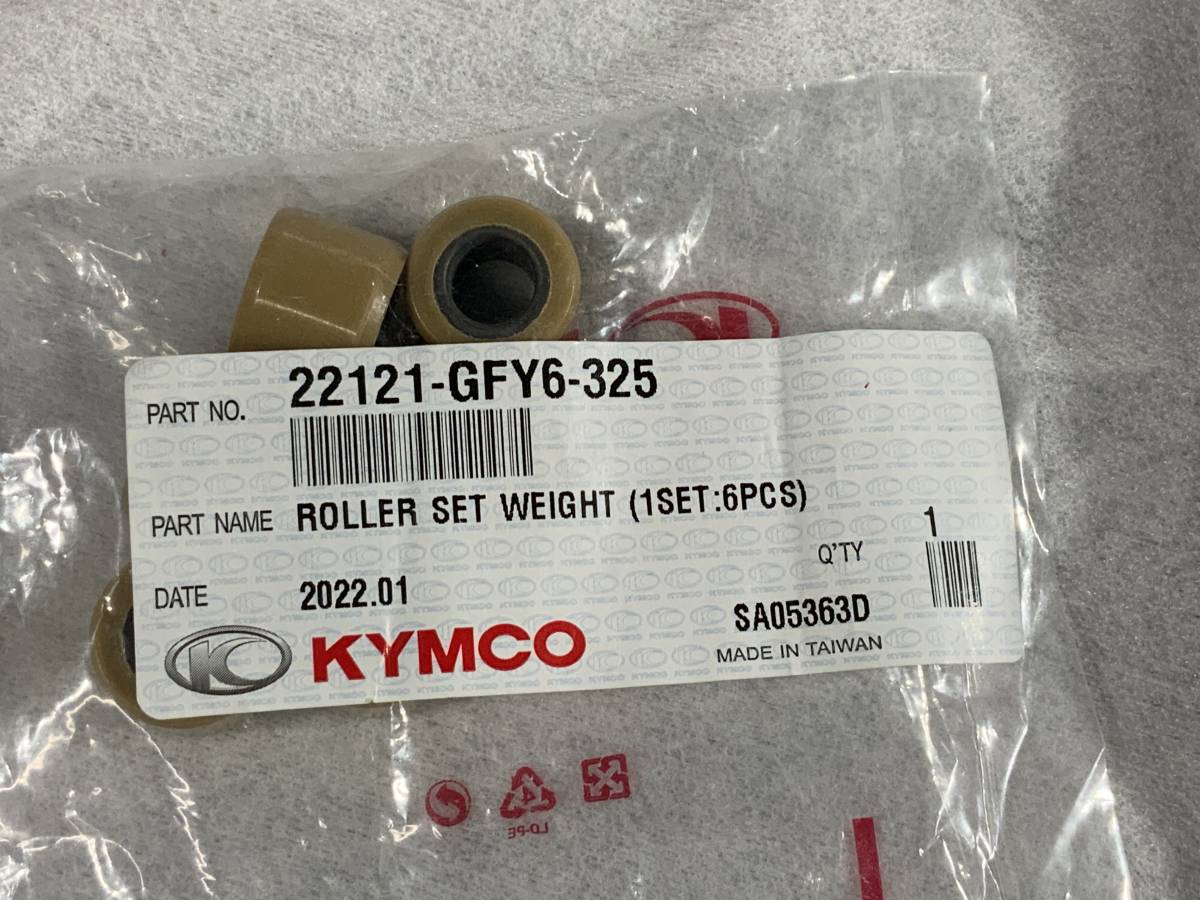 PART NO. 22121-GFY6-325
PART NAME ROLLER SET WEIGHT (1SET:6PCS)
Q'TY 1
DATE 2022.01
SA05363D
KYMCO
MADE IN TAIWAN
LD-PE